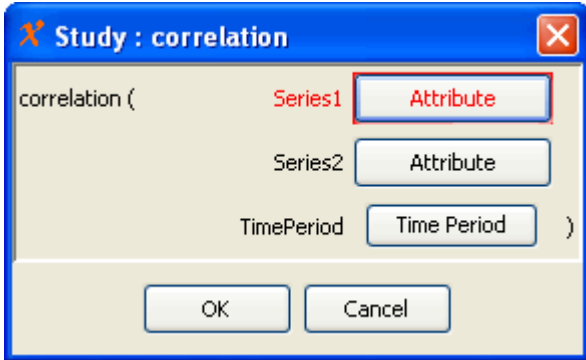 Study : correlation
correlation ( Series1 Attribute
Series2 Attribute
TimePeriod Time Period )
OK Cancel